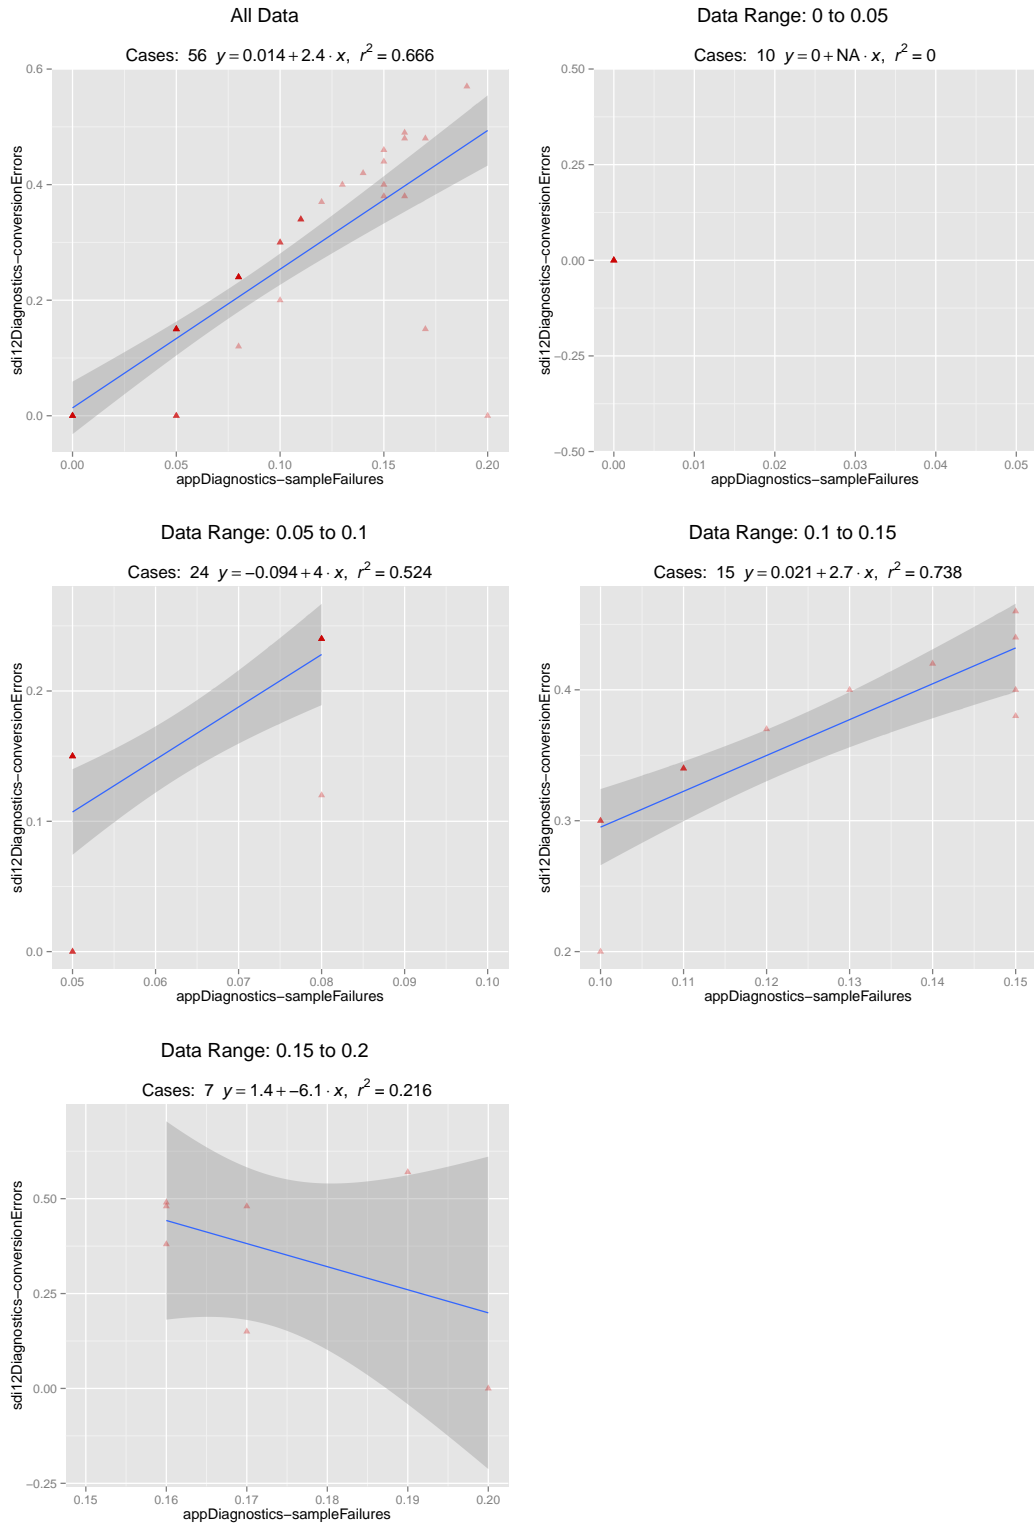 All Data
Cases: 56 y = 0.014 + 2.4 · x, r² = 0.666
0.6
0.4
0.2
0.0
sdi12Diagnostics−conversionErrors
0.00 0.05 0.10 0.15 0.20
appDiagnostics−sampleFailures
Data Range: 0 to 0.05
Cases: 10 y = 0 + NA · x, r² = 0
0.50
0.25
0.00
−0.25
−0.50
sdi12Diagnostics−conversionErrors
0.00 0.01 0.02 0.03 0.04 0.05
appDiagnostics−sampleFailures
Data Range: 0.05 to 0.1
Cases: 24 y = −0.094 + 4 · x, r² = 0.524
0.2
0.1
0.0
sdi12Diagnostics−conversionErrors
0.05 0.06 0.07 0.08 0.09 0.10
appDiagnostics−sampleFailures
Data Range: 0.1 to 0.15
Cases: 15 y = 0.021 + 2.7 · x, r² = 0.738
0.4
0.3
0.2
sdi12Diagnostics−conversionErrors
0.10 0.11 0.12 0.13 0.14 0.15
appDiagnostics−sampleFailures
Data Range: 0.15 to 0.2
Cases: 7 y = 1.4 + −6.1 · x, r² = 0.216
0.50
0.25
0.00
−0.25
sdi12Diagnostics−conversionErrors
0.15 0.16 0.17 0.18 0.19 0.20
appDiagnostics−sampleFailures